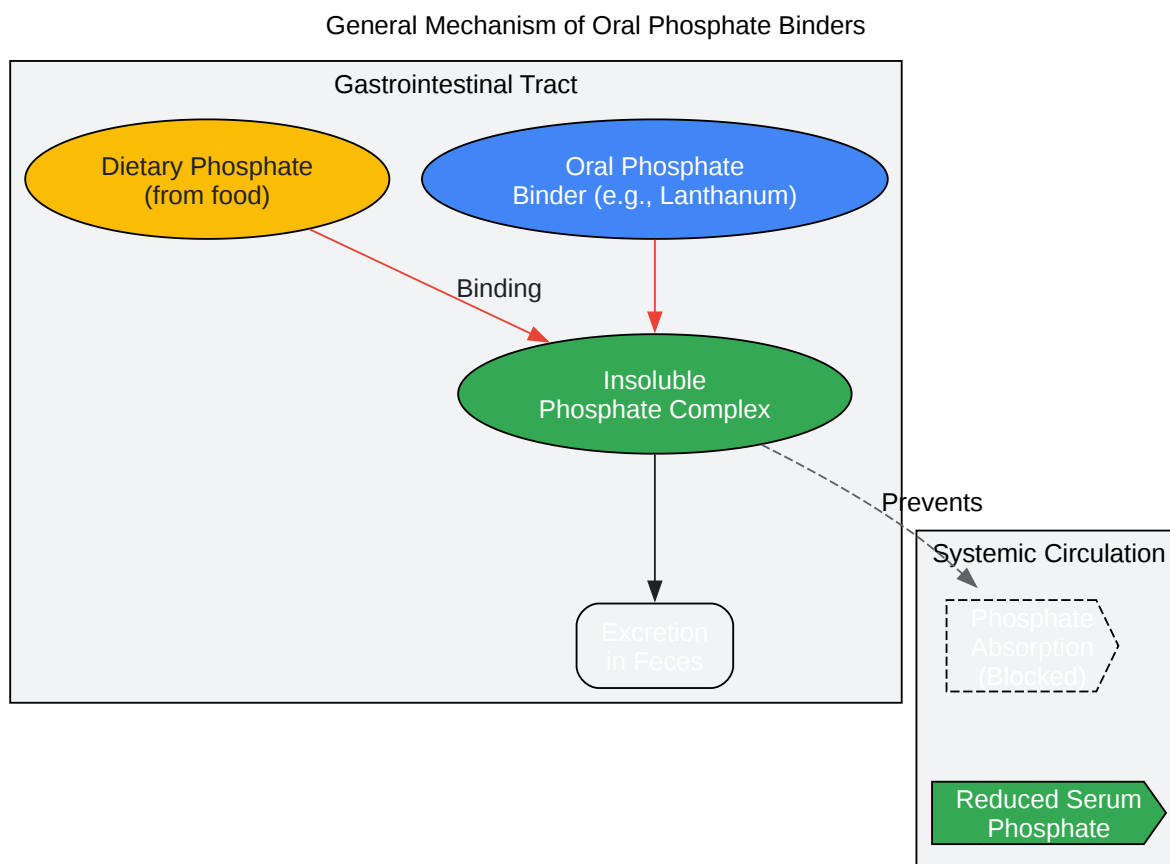 General Mechanism of Oral Phosphate Binders
Gastrointestinal Tract
Dietary Phosphate
(from food)
Oral Phosphate
Binder (e.g., Lanthanum)
Binding
Insoluble
Phosphate Complex
Prevents
Excretion
in Feces
Systemic Circulation
Phosphate
Absorption
(Blocked)
Reduced Serum
Phosphate